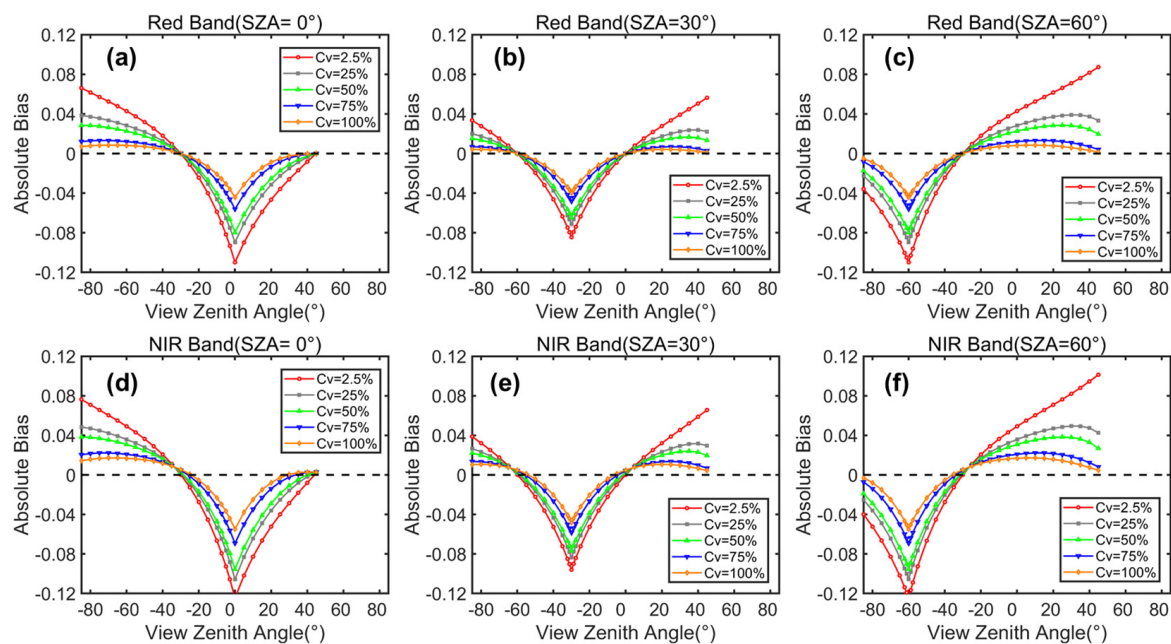 Red Band(SZA= 0°)
(a)
Absolute Bias
0.12
0.08
0.04
0
-0.04
-0.08
-0.12
Cv=2.5%
Cv=25%
Cv=50%
Cv=75%
Cv=100%
-80 -60 -40 -20 0 20 40 60 80
View Zenith Angle(°)
Red Band(SZA=30°)
(b)
Absolute Bias
0.12
0.08
0.04
0
-0.04
-0.08
-0.12
Cv=2.5%
Cv=25%
Cv=50%
Cv=75%
Cv=100%
-80 -60 -40 -20 0 20 40 60 80
View Zenith Angle(°)
Red Band(SZA=60°)
(c)
Absolute Bias
0.12
0.08
0.04
0
-0.04
-0.08
-0.12
Cv=2.5%
Cv=25%
Cv=50%
Cv=75%
Cv=100%
-80 -60 -40 -20 0 20 40 60 80
View Zenith Angle(°)
NIR Band(SZA= 0°)
(d)
Absolute Bias
0.12
0.08
0.04
0
-0.04
-0.08
-0.12
Cv=2.5%
Cv=25%
Cv=50%
Cv=75%
Cv=100%
-80 -60 -40 -20 0 20 40 60 80
View Zenith Angle(°)
NIR Band(SZA=30°)
(e)
Absolute Bias
0.12
0.08
0.04
0
-0.04
-0.08
-0.12
Cv=2.5%
Cv=25%
Cv=50%
Cv=75%
Cv=100%
-80 -60 -40 -20 0 20 40 60 80
View Zenith Angle(°)
NIR Band(SZA=60°)
(f)
Absolute Bias
0.12
0.08
0.04
0
-0.04
-0.08
-0.12
Cv=2.5%
Cv=25%
Cv=50%
Cv=75%
Cv=100%
-80 -60 -40 -20 0 20 40 60 80
View Zenith Angle(°)